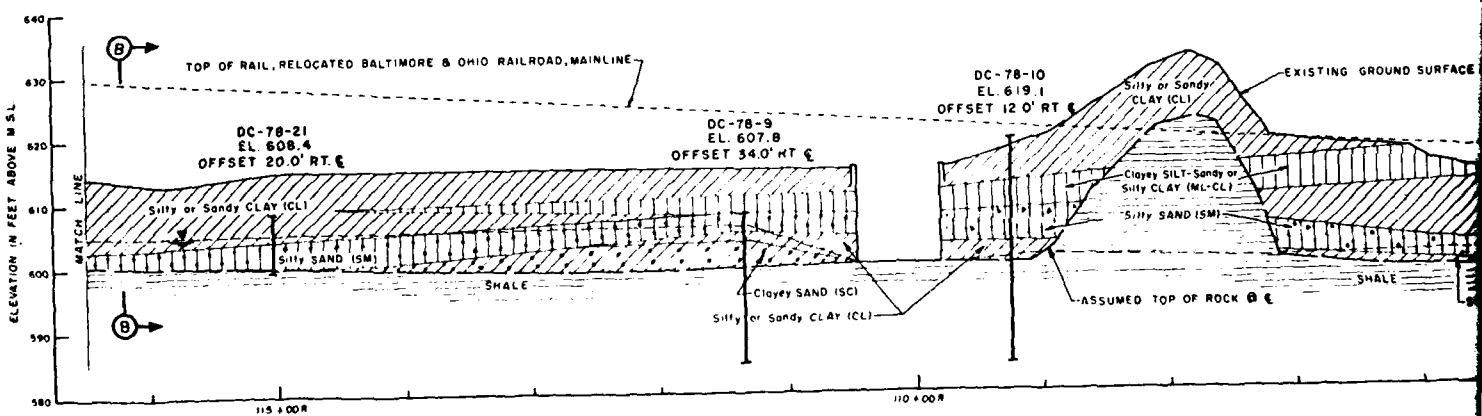 640
630
620
610
600
590
580
ELEVATION IN FEET ABOVE M.S.L.
MATCH LINE
B
B
TOP OF RAIL, RELOCATED BALTIMORE & OHIO RAILROAD, MAINLINE
DC-78-21
EL. 608.4
OFFSET 20.0' RT. ℄
DC-78-9
EL. 607.8
OFFSET 34.0' RT ℄
DC-78-10
EL. 619.1
OFFSET 12.0' RT ℄
Silty or Sandy
CLAY (CL)
EXISTING GROUND SURFACE
Silty or Sandy CLAY (CL)
Clayey SILT-Sandy or
Silty CLAY (ML-CL)
Silty SAND (SM)
Silty SAND (SM)
SHALE
SHALE
Clayey SAND (SC)
Silty or Sandy CLAY (CL)
ASSUMED TOP OF ROCK @ ℄
115+00R
110+00R